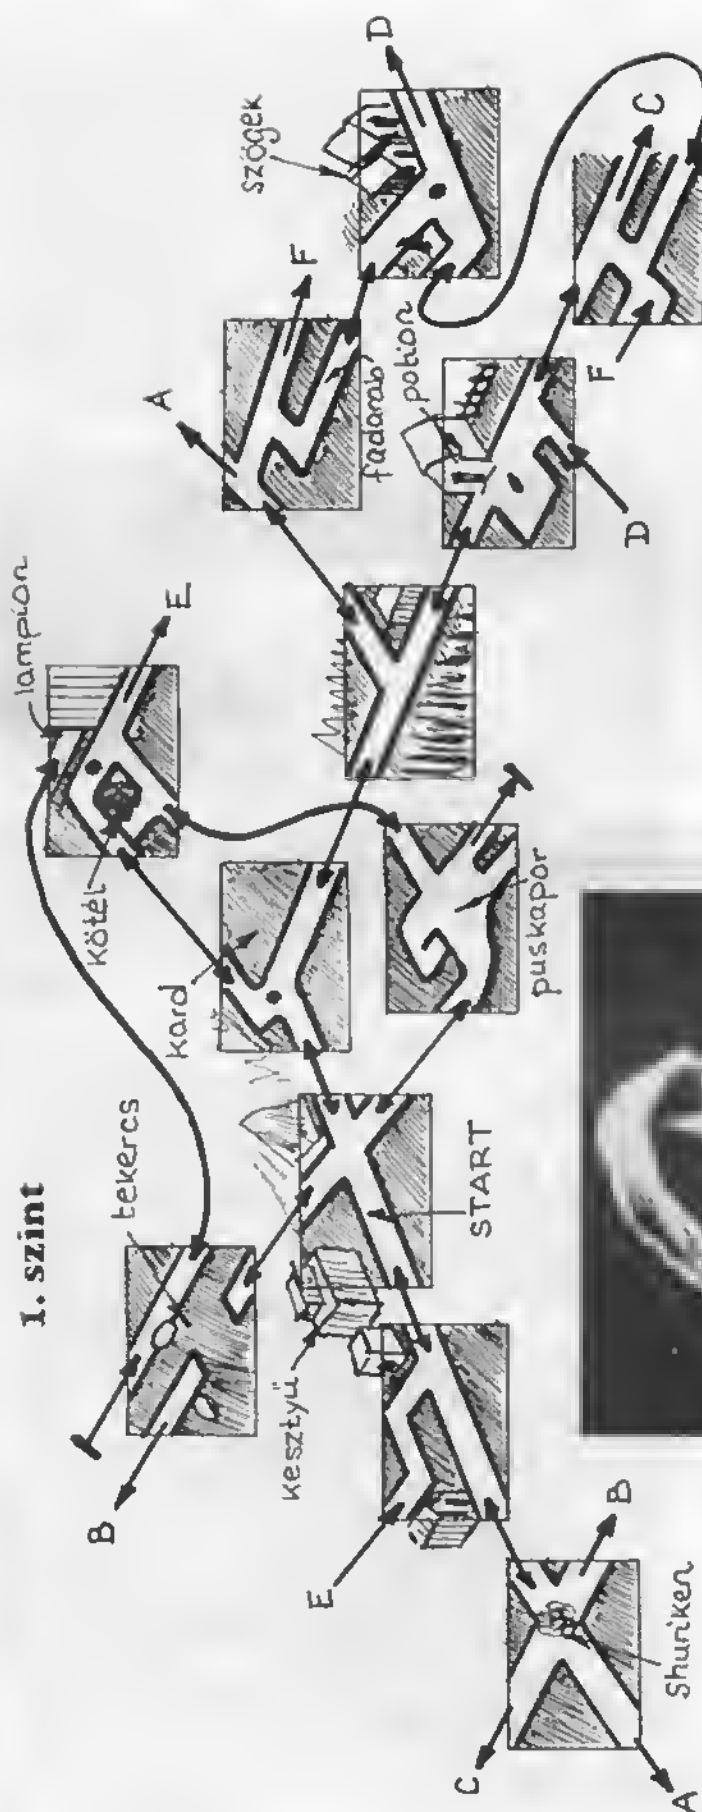 1. szint
lampion
B
tekercs
kötél
E
A
kard
szögek
kesztyű
F
E
fadarab
D
potion
C
START
puskapor
F
B
D
C
Shuriken
A